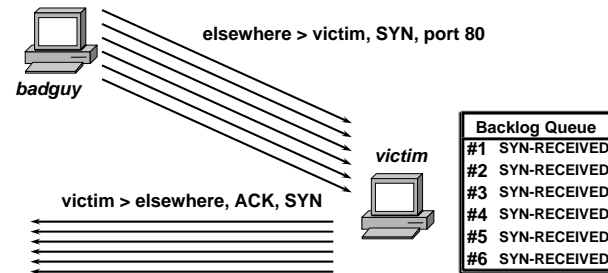 elsewhere > victim, SYN, port 80
badguy
victim
victim > elsewhere, ACK, SYN
Backlog Queue
#1 SYN-RECEIVED
#2 SYN-RECEIVED
#3 SYN-RECEIVED
#4 SYN-RECEIVED
#5 SYN-RECEIVED
#6 SYN-RECEIVED